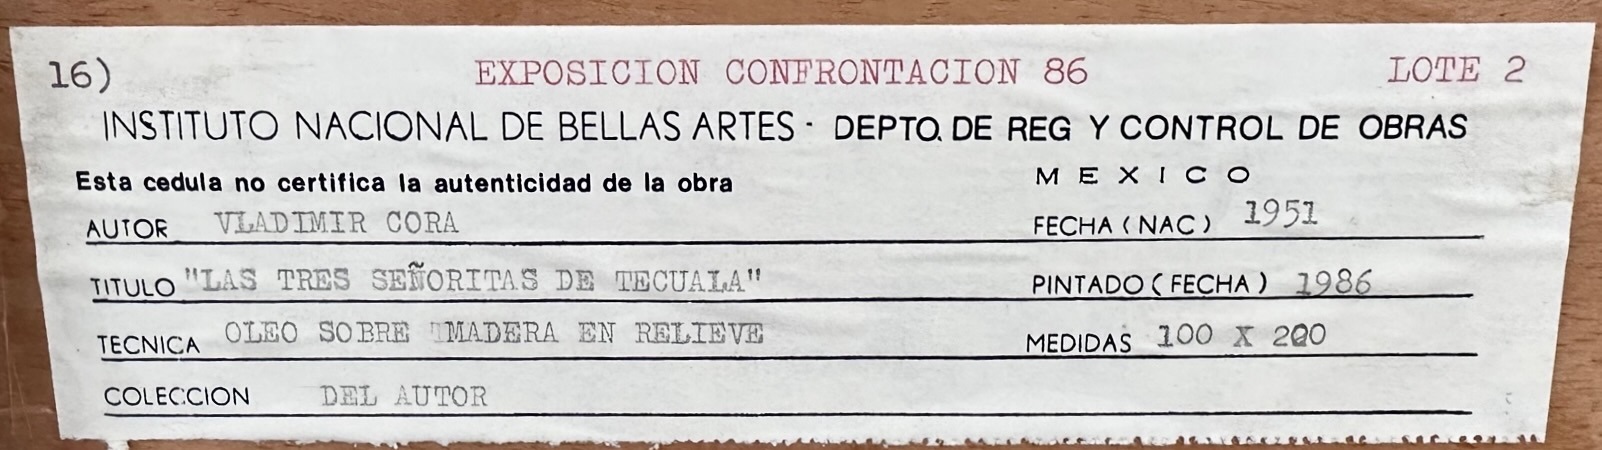 16) EXPOSICION CONFRONTACION 86 LOTE 2
INSTITUTO NACIONAL DE BELLAS ARTES - DEPTO. DE REG Y CONTROL DE OBRAS
Esta cedula no certifica la autenticidad de la obra MEXICO
AUTOR VLADIMIR CORA FECHA (NAC) 1951
TITULO "LAS TRES SEÑORITAS DE TECUALA" PINTADO (FECHA) 1986
TECNICA OLEO SOBRE MADERA EN RELIEVE MEDIDAS 100 X 200
COLECCION DEL AUTOR